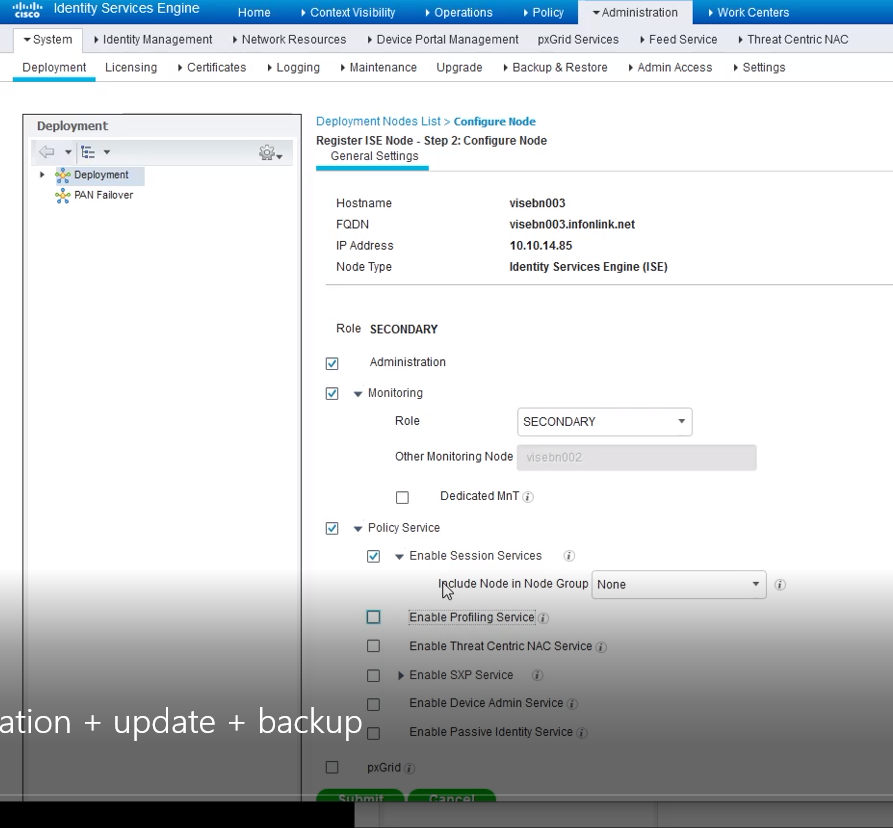 cisco Identity Services Engine Home Context Visibility Operations Policy Administration Work Centers
System Identity Management Network Resources Device Portal Management pxGrid Services Feed Service Threat Centric NAC
Deployment Licensing Certificates Logging Maintenance Upgrade Backup & Restore Admin Access Settings
Deployment
Deployment
PAN Failover
Deployment Nodes List > Configure Node
Register ISE Node - Step 2: Configure Node
General Settings
Hostname visebn003
FQDN visebn003.infonlink.net
IP Address 10.10.14.85
Node Type Identity Services Engine (ISE)
Role SECONDARY
Administration
Monitoring
Role SECONDARY
Other Monitoring Node visebn002
Dedicated MnT
Policy Service
Enable Session Services
Include Node in Node Group None
Enable Profiling Service
Enable Threat Centric NAC Service
Enable SXP Service
Enable Device Admin Service
ation + update + backup
Enable Passive Identity Service
pxGrid
Submit Cancel